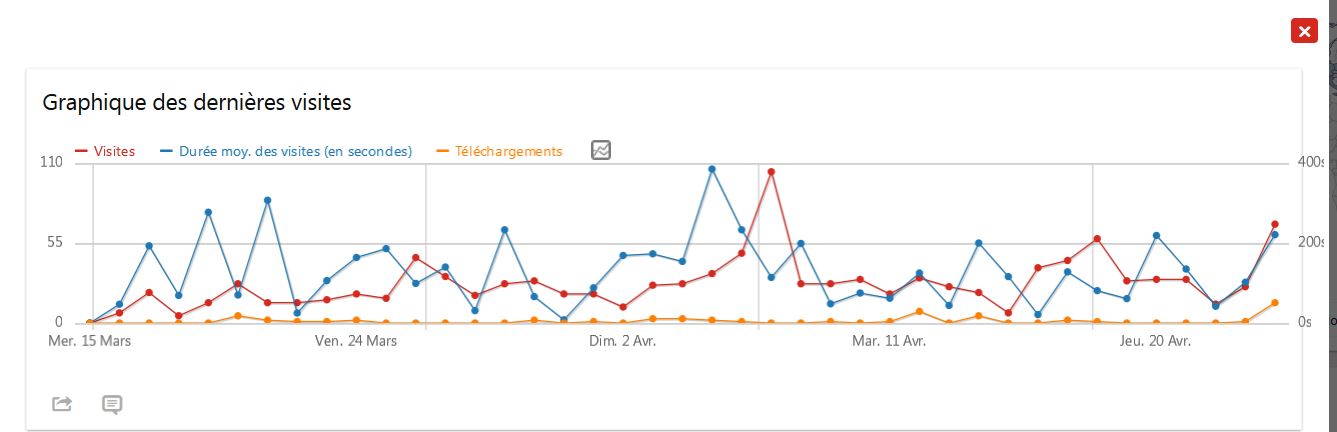 Graphique des dernières visites
Visites Durée moy. des visites (en secondes) Téléchargements
110 400s
55 200s
0 0s
Mer. 15 Mars Ven. 24 Mars Dim. 2 Avr. Mar. 11 Avr. Jeu. 20 Avr.